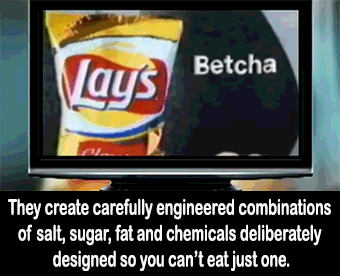 Lay's
Betcha
Classic
They create carefully engineered combinations
of salt, sugar, fat and chemicals deliberately
designed so you can't eat just one.